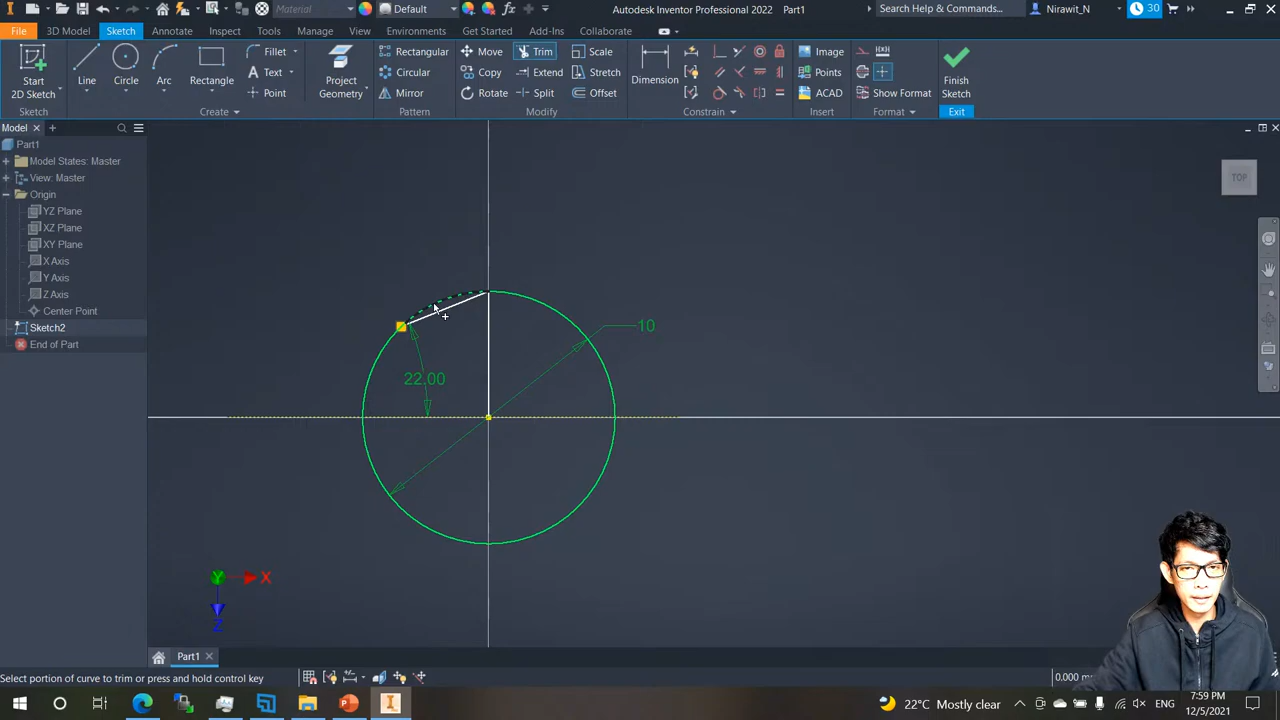 Material
Default
Autodesk Inventor Professional 2022
Part1
Search Help & Commands...
Nirawit_N
30
File
3D Model
Sketch
Annotate
Inspect
Tools
Manage
View
Environments
Get Started
Add-Ins
Collaborate
Start
2D Sketch
Line
Circle
Arc
Rectangle
Fillet
Text
Point
Project
Geometry
Rectangular
Circular
Mirror
Move
Copy
Rotate
Trim
Extend
Split
Scale
Stretch
Offset
Dimension
Image
Points
ACAD
Show Format
Finish
Sketch
Sketch
Create
Pattern
Modify
Constrain
Insert
Format
Exit
Model
Part1
Model States: Master
View: Master
Origin
YZ Plane
XZ Plane
XY Plane
X Axis
Y Axis
Z Axis
Center Point
Sketch2
End of Part
TOP
10
22.00
Y
X
Z
Part1
Select portion of curve to trim or press and hold control key
0.000 m
22°C Mostly clear
7:59 PM
12/5/2021